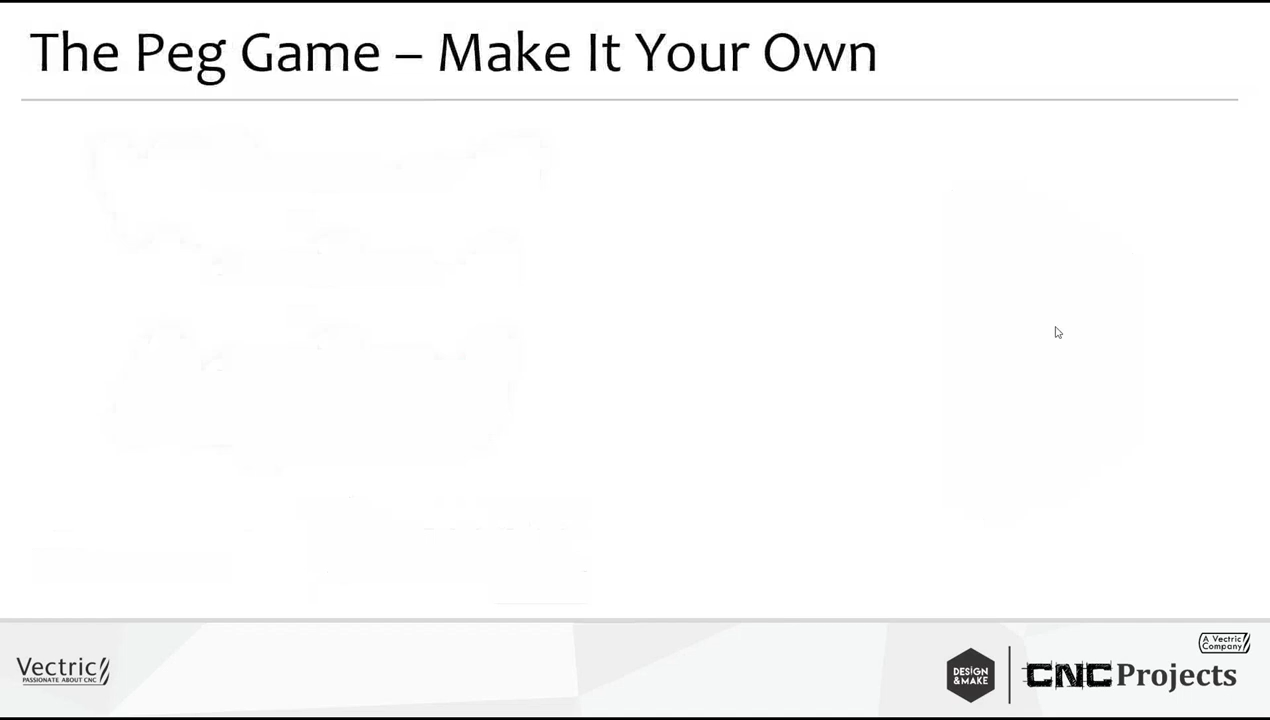 The Peg Game – Make It Your Own
Vectric
PASSIONATE ABOUT CNC
DESIGN
&MAKE
CNC Projects
A Vectric
Company